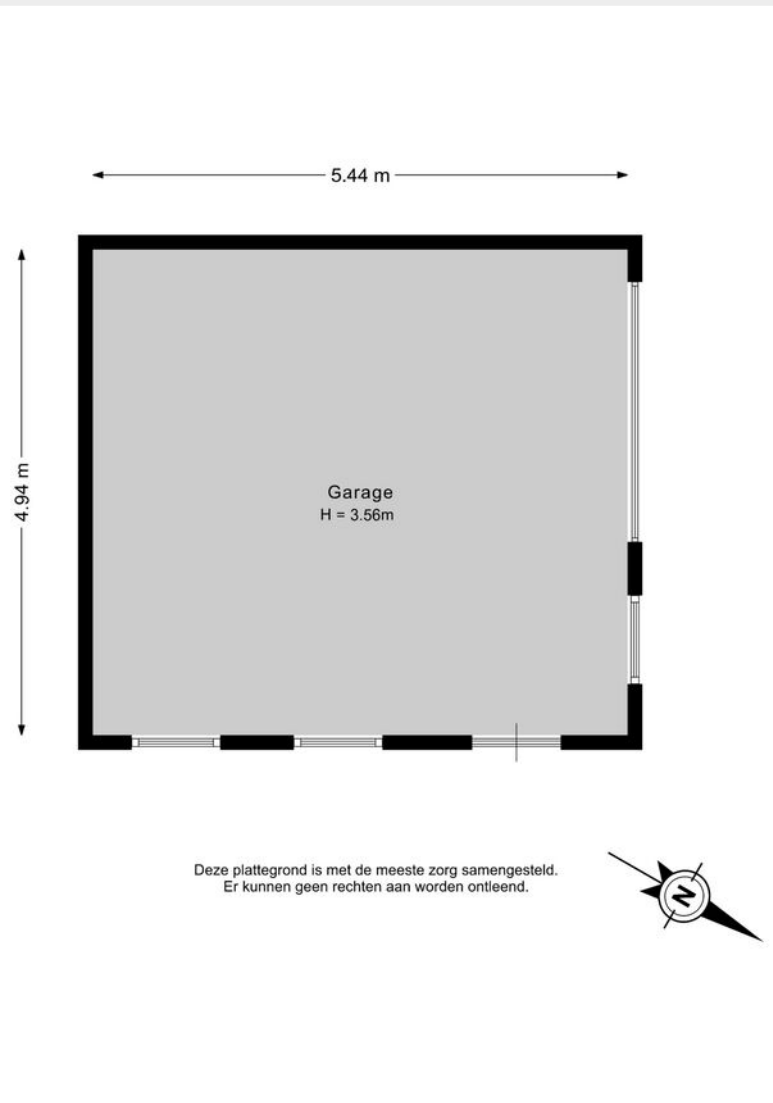 5.44 m
4.94 m
Garage
H = 3.56m
Deze plattegrond is met de meeste zorg samengesteld.
Er kunnen geen rechten aan worden ontleend.
N